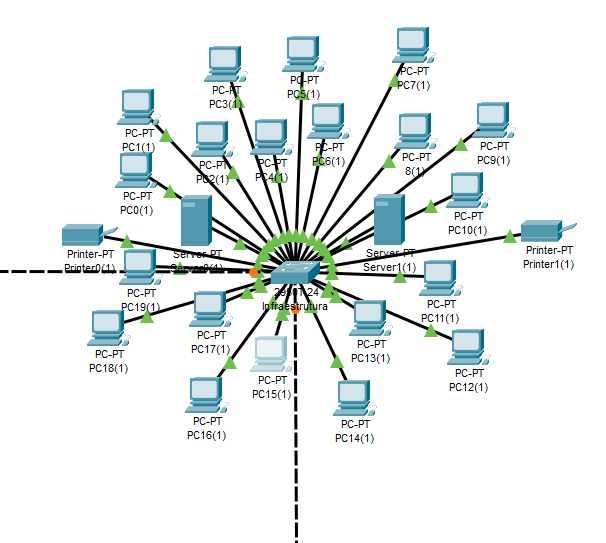 PC-PT
PC7(1)
PC-PT
PC3(1)
PC-PT
PC5(1)
PC-PT
PC1(1)
PC-PT
PC2(1)
PC-PT
PC4(1)
PC-PT
PC6(1)
PC-PT
8(1)
PC-PT
PC9(1)
PC-PT
PC0(1)
PC-PT
PC10(1)
Printer-PT
Printer0(1)
Server-PT
Server0(1)
Server-PT
Server1(1)
Printer-PT
Printer1(1)
PC-PT
PC19(1)
24
Infraestrutura
PC-PT
PC11(1)
PC-PT
PC17(1)
PC-PT
PC13(1)
PC-PT
PC18(1)
PC-PT
PC15(1)
PC-PT
PC12(1)
PC-PT
PC16(1)
PC-PT
PC14(1)